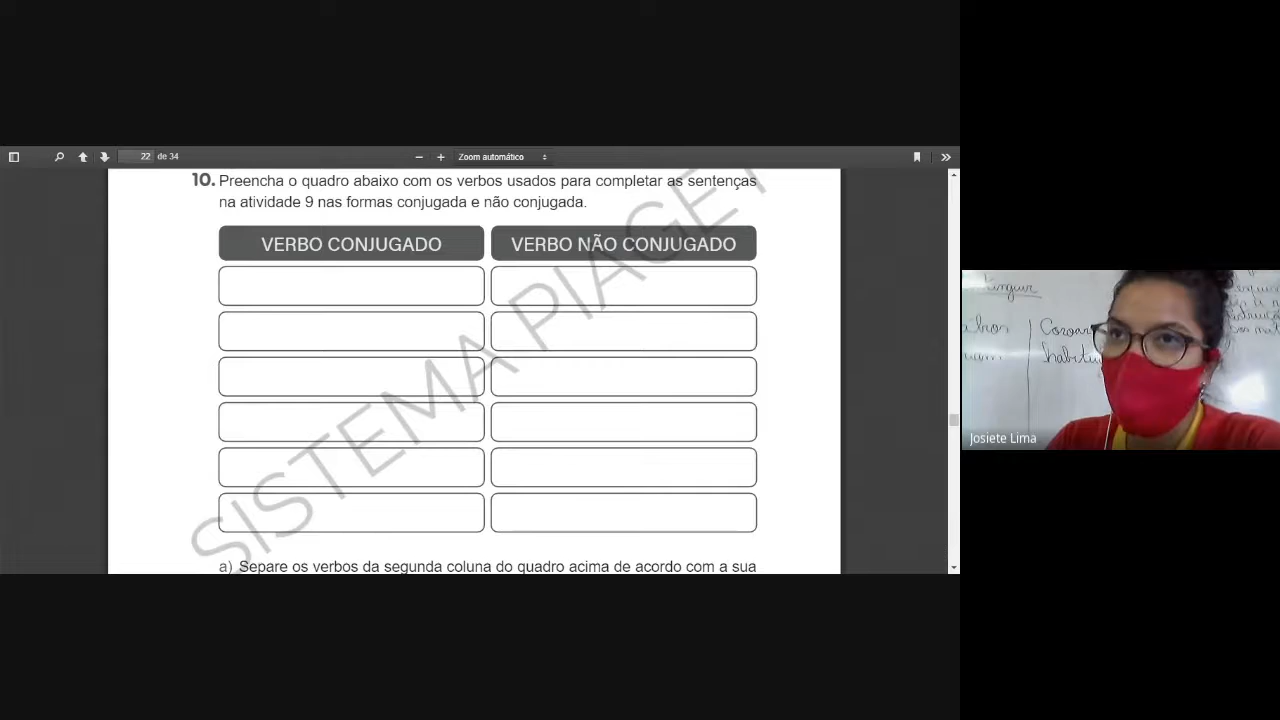 22 de 34
Zoom automático
10. Preencha o quadro abaixo com os verbos usados para completar as sentenças
na atividade 9 nas formas conjugada e não conjugada.
VERBO CONJUGADO VERBO NÃO CONJUGADO
SISTEMA PIAGET
a) Separe os verbos da segunda coluna do quadro acima de acordo com a sua
Josiete Lima